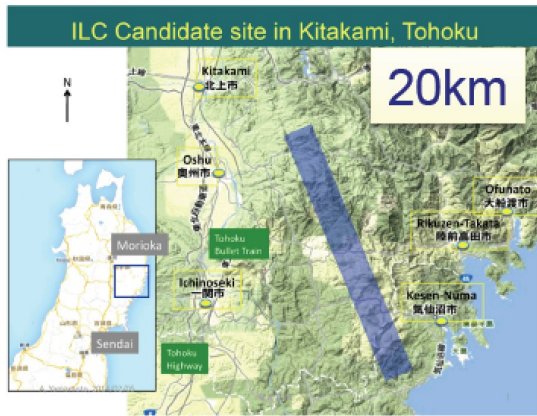 ILC Candidate site in Kitakami, Tohoku
20km
N
Kitakami
北上市
Oshu
奥州市
Ofunato
大船渡市
Rikuzen-Takata
陸前高田市
Morioka
Tohoku
Bullet Train
Ichinoseki
一関市
Kesen-Numa
気仙沼市
Sendai
Tohoku
Highway